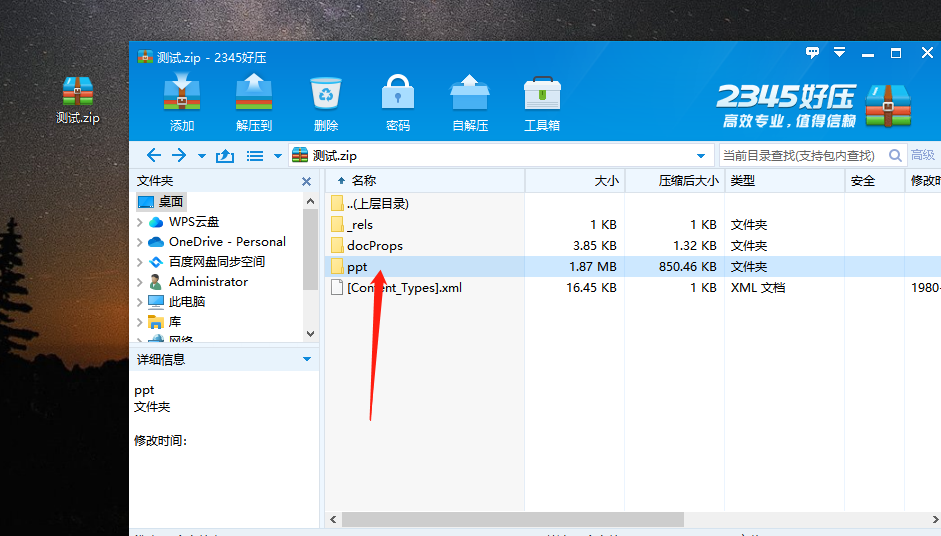 测试.zip
测试.zip - 2345好压
添加
解压到
删除
密码
自解压
工具箱
2345好压
高效专业,值得信赖
测试.zip
当前目录查找(支持包内查找)
高级
文件夹
桌面
WPS云盘
OneDrive - Personal
百度网盘同步空间
Administrator
此电脑
库
网络
详细信息
ppt
文件夹
修改时间:
名称 大小 压缩后大小 类型 安全 修改时
..(上层目录)
_rels 1 KB 1 KB 文件夹
docProps 3.85 KB 1.32 KB 文件夹
ppt 1.87 MB 850.46 KB 文件夹
[Content_Types].xml 16.45 KB 1 KB XML 文档 1980-